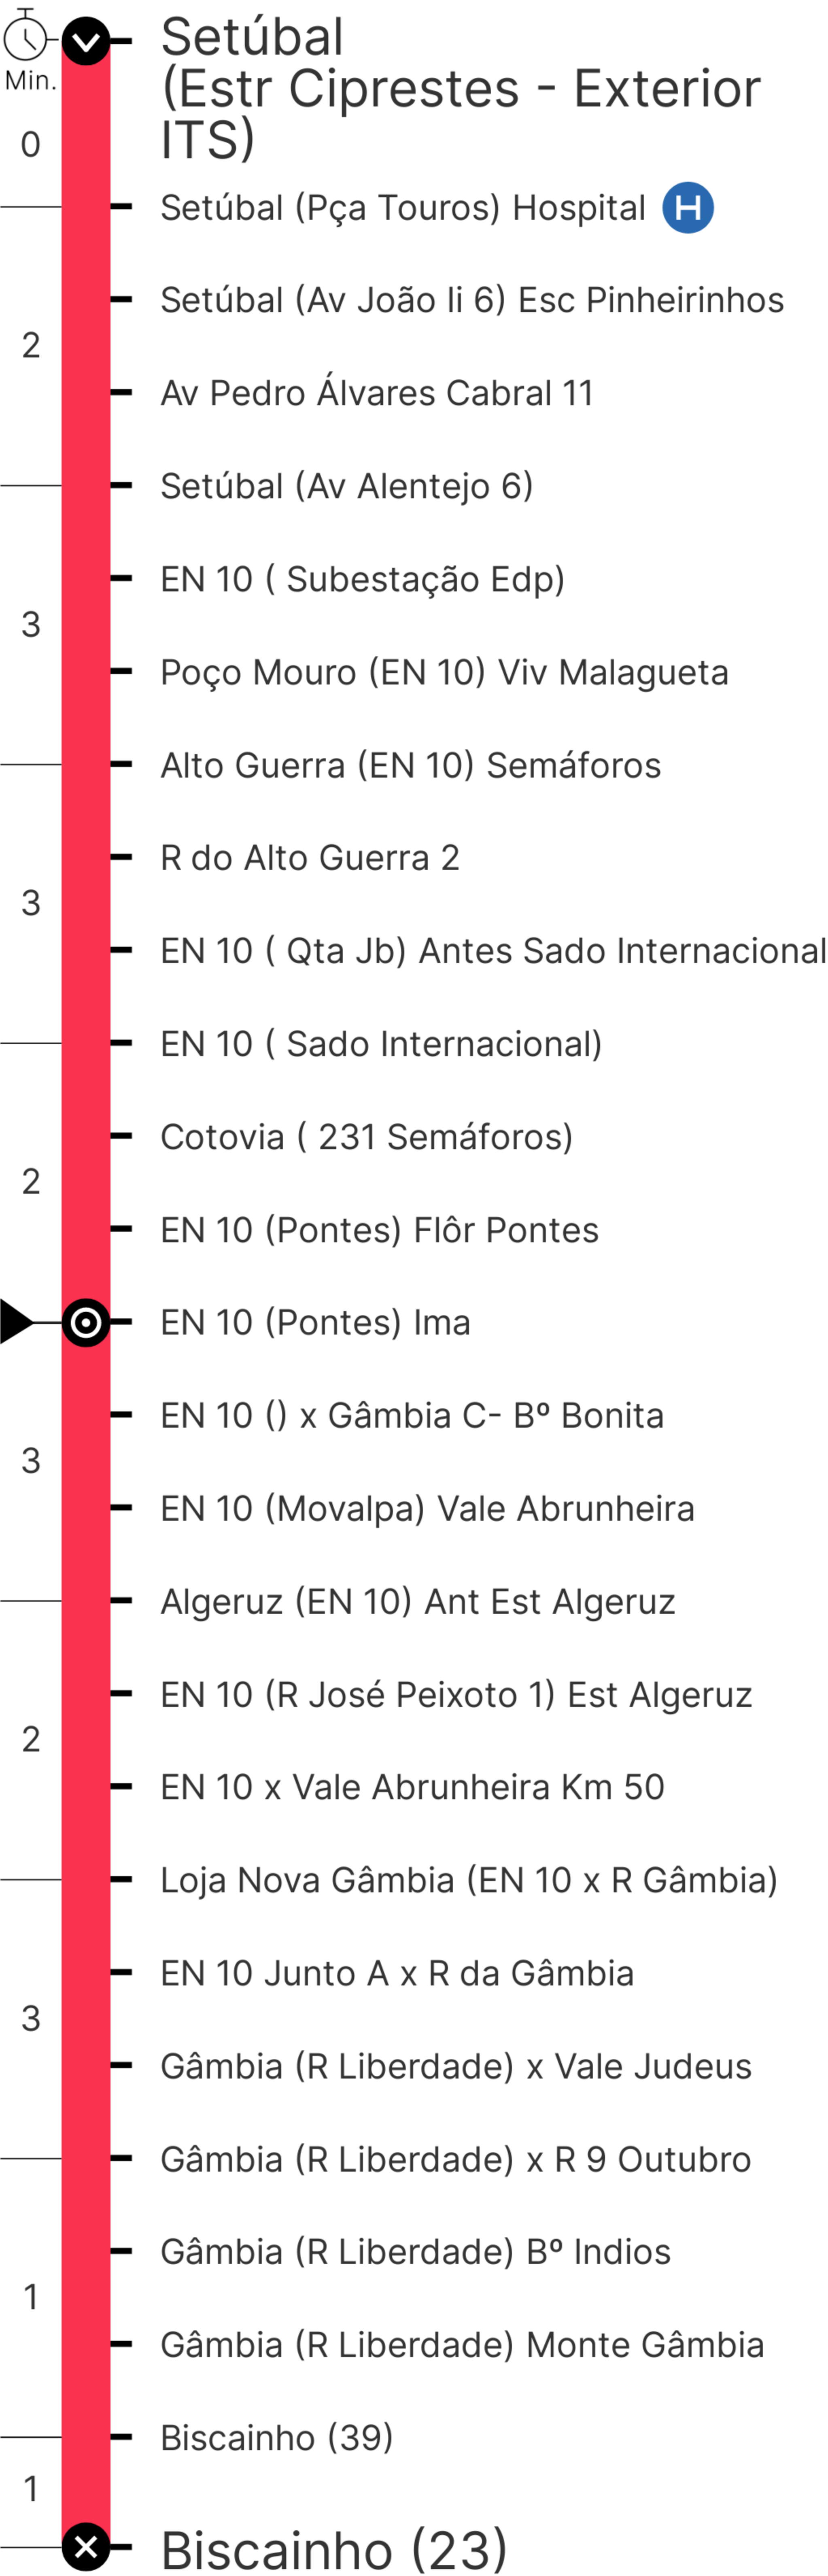 Setúbal
(Estr Ciprestes - Exterior
ITS)
Min.
0
Setúbal (Pça Touros) Hospital H
Setúbal (Av João Ii 6) Esc Pinheirinhos
2
Av Pedro Álvares Cabral 11
Setúbal (Av Alentejo 6)
EN 10 ( Subestação Edp)
3
Poço Mouro (EN 10) Viv Malagueta
Alto Guerra (EN 10) Semáforos
R do Alto Guerra 2
3
EN 10 ( Qta Jb) Antes Sado Internacional
EN 10 ( Sado Internacional)
Cotovia ( 231 Semáforos)
2
EN 10 (Pontes) Flôr Pontes
EN 10 (Pontes) Ima
EN 10 () x Gâmbia C- Bº Bonita
3
EN 10 (Movalpa) Vale Abrunheira
Algeruz (EN 10) Ant Est Algeruz
EN 10 (R José Peixoto 1) Est Algeruz
2
EN 10 x Vale Abrunheira Km 50
Loja Nova Gâmbia (EN 10 x R Gâmbia)
EN 10 Junto A x R da Gâmbia
3
Gâmbia (R Liberdade) x Vale Judeus
Gâmbia (R Liberdade) x R 9 Outubro
Gâmbia (R Liberdade) Bº Indios
1
Gâmbia (R Liberdade) Monte Gâmbia
Biscainho (39)
1
Biscainho (23)